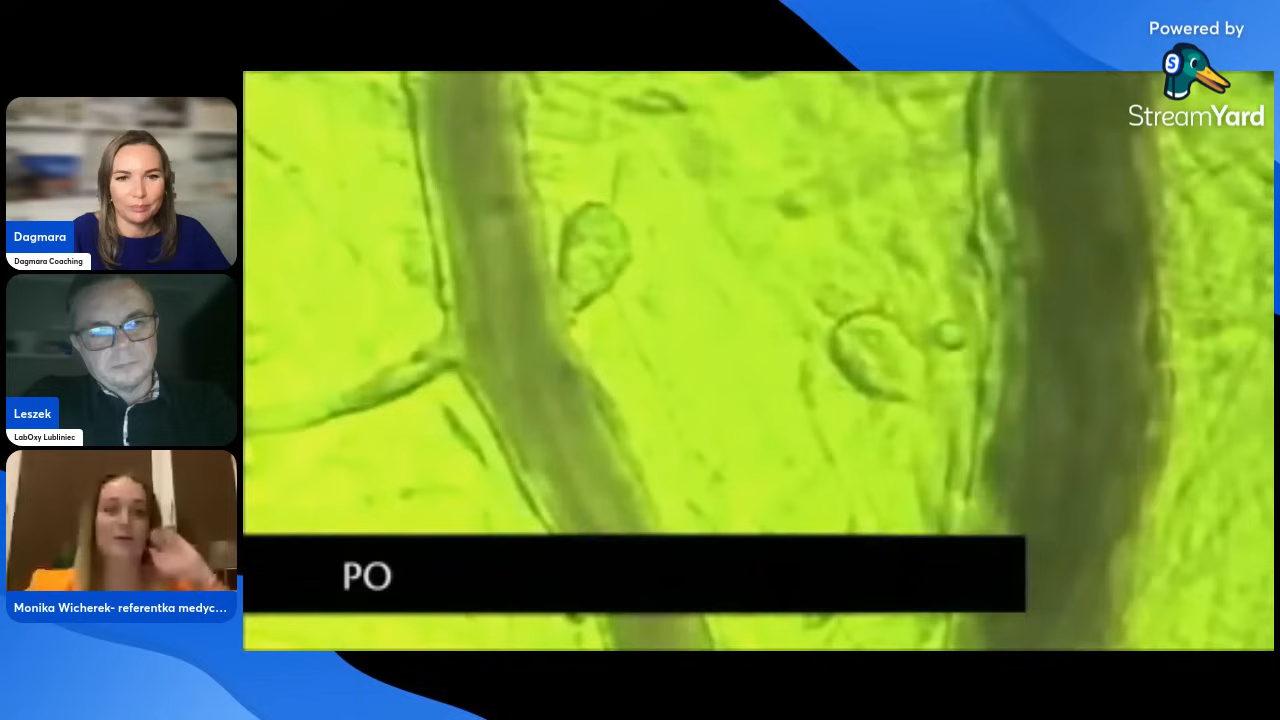 Powered by
StreamYard
Dagmara
Dagmara Coaching
Leszek
LabOxy Lubliniec
Monika Wicherek- referentka medyc...
PO